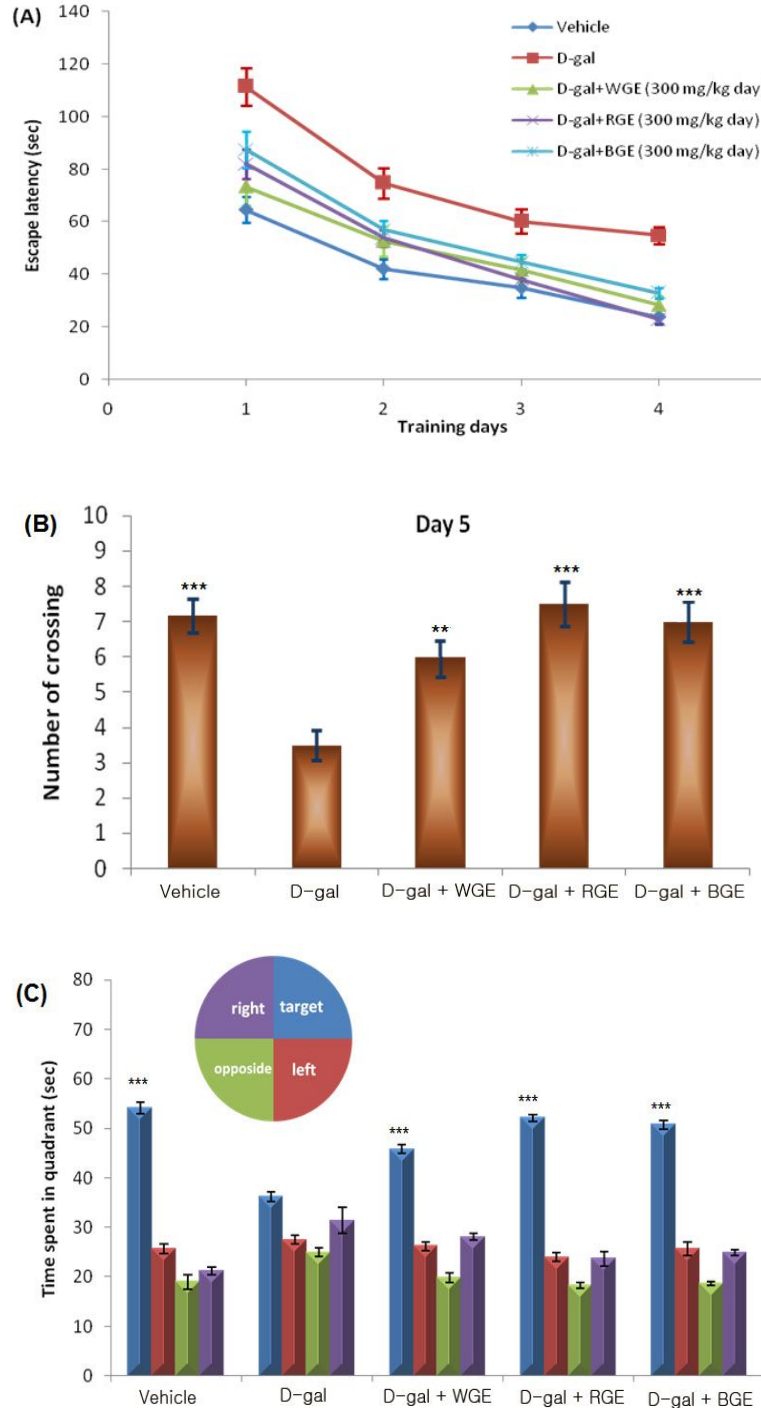 (A)
140
120
100
80
60
40
20
0
Escape latency (sec)
0 1 2 3 4
Training days
Vehicle
D-gal
D-gal+WGE (300 mg/kg day
D-gal+RGE (300 mg/kg day)
D-gal+BGE (300 mg/kg day)
(B)
Day 5
10
9
8
7
6
5
4
3
2
1
0
Number of crossing
*** ** *** ***
Vehicle D-gal D-gal + WGE D-gal + RGE D-gal + BGE
(C)
80
70
60
50
40
30
20
10
0
Time spent in quadrant (sec)
right target
opposide left
*** *** *** ***
Vehicle D-gal D-gal + WGE D-gal + RGE D-gal + BGE